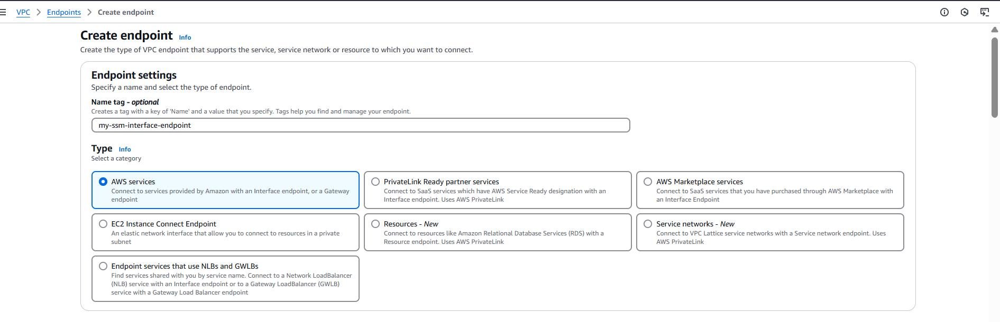 VPC > Endpoints > Create endpoint
Create endpoint Info
Create the type of VPC endpoint that supports the service, service network or resource to which you want to connect.
Endpoint settings
Specify a name and select the type of endpoint.
Name tag - optional
Creates a tag with a key of 'Name' and a value that you specify. Tags help you find and manage your endpoint.
my-ssm-interface-endpoint
Type Info
Select a category
AWS services
Connect to services provided by Amazon with an Interface endpoint, or a Gateway
endpoint
PrivateLink Ready partner services
Connect to SaaS services which have AWS Service Ready designation with an
Interface endpoint. Uses AWS PrivateLink
AWS Marketplace services
Connect to SaaS services that you have purchased through AWS Marketplace with
an Interface Endpoint
EC2 Instance Connect Endpoint
An elastic network interface that allow you to connect to resources in a private
subnet
Resources - New
Connect to resources like Amazon Relational Database Services (RDS) with a
Resource endpoint. Uses AWS PrivateLink
Service networks - New
Connect to VPC Lattice service networks with a Service network endpoint. Uses
AWS PrivateLink
Endpoint services that use NLBs and GWLBs
Find services shared with you by service name. Connect to a Network LoadBalancer
(NLB) service with an Interface endpoint or to a Gateway LoadBalancer (GWLB)
service with a Gateway Load Balancer endpoint